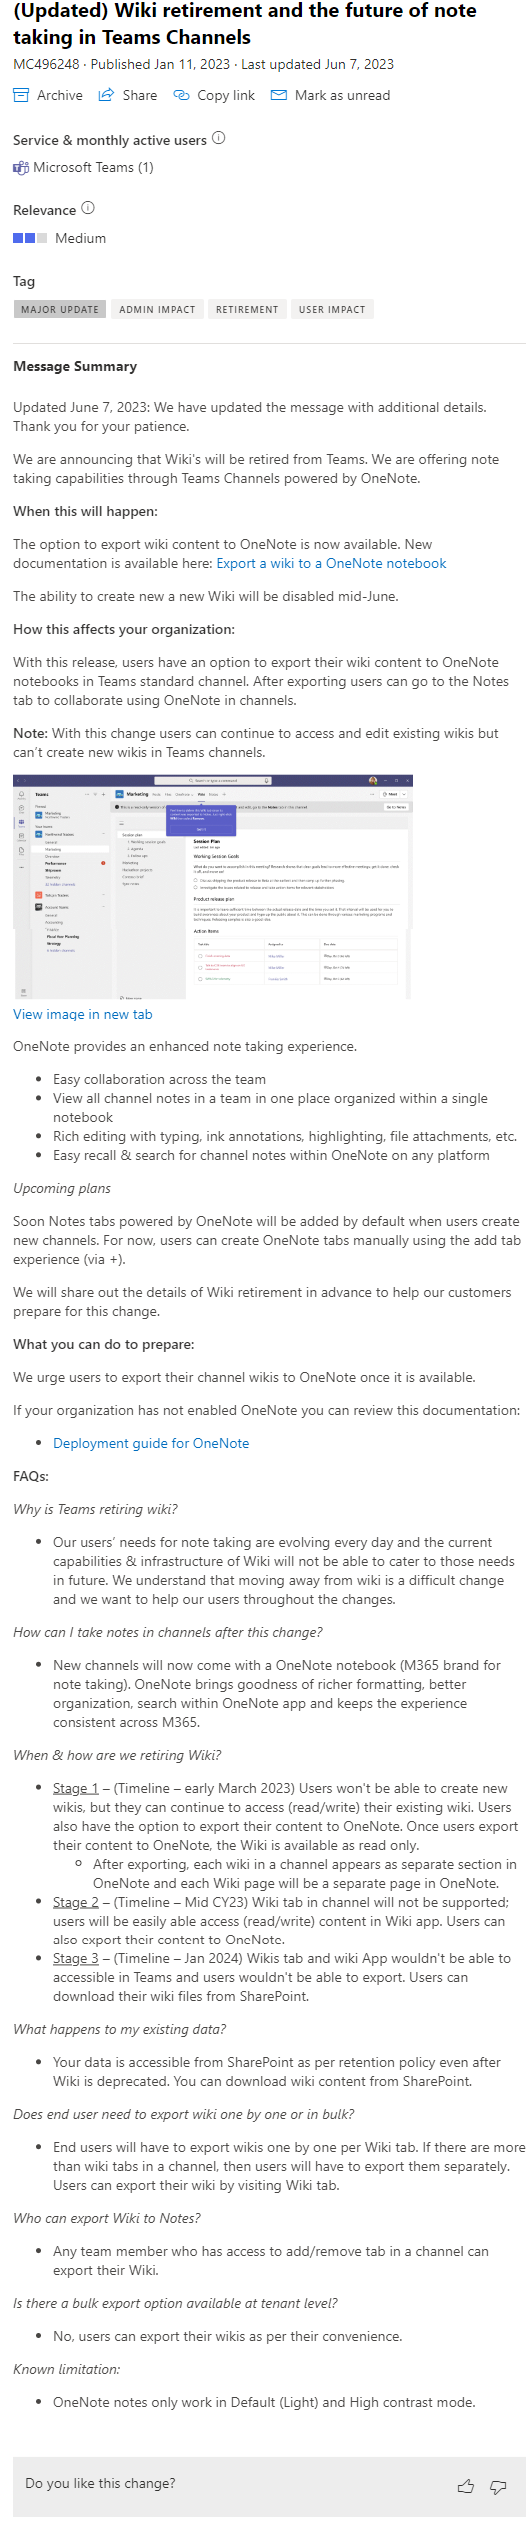 (Updated) Wiki retirement and the future of note
taking in Teams Channels
MC496248 · Published Jan 11, 2023 · Last updated Jun 7, 2023
Archive Share Copy link Mark as unread
Service & monthly active users
Microsoft Teams (1)
Relevance
Medium
Tag
MAJOR UPDATE ADMIN IMPACT RETIREMENT USER IMPACT
Message Summary
Updated June 7, 2023: We have updated the message with additional details.
Thank you for your patience.
We are announcing that Wiki's will be retired from Teams. We are offering note
taking capabilities through Teams Channels powered by OneNote.
When this will happen:
The option to export wiki content to OneNote is now available. New
documentation is available here: Export a wiki to a OneNote notebook
The ability to create new a new Wiki will be disabled mid-June.
How this affects your organization:
With this release, users have an option to export their wiki content to OneNote
notebooks in Teams standard channel. After exporting users can go to the Notes
tab to collaborate using OneNote in channels.
Note: With this change users can continue to access and edit existing wikis but
can't create new wikis in Teams channels.
Teams
Marketing
Session Plan
Working Session Goals
Product release plan
Action items
View image in new tab
OneNote provides an enhanced note taking experience.
• Easy collaboration across the team
• View all channel notes in a team in one place organized within a single
notebook
• Rich editing with typing, ink annotations, highlighting, file attachments, etc.
• Easy recall & search for channel notes within OneNote on any platform
Upcoming plans
Soon Notes tabs powered by OneNote will be added by default when users create
new channels. For now, users can create OneNote tabs manually using the add tab
experience (via +).
We will share out the details of Wiki retirement in advance to help our customers
prepare for this change.
What you can do to prepare:
We urge users to export their channel wikis to OneNote once it is available.
If your organization has not enabled OneNote you can review this documentation:
• Deployment guide for OneNote
FAQs:
Why is Teams retiring wiki?
• Our users' needs for note taking are evolving every day and the current
capabilities & infrastructure of Wiki will not be able to cater to those needs
in future. We understand that moving away from wiki is a difficult change
and we want to help our users throughout the changes.
How can I take notes in channels after this change?
• New channels will now come with a OneNote notebook (M365 brand for
note taking). OneNote brings goodness of richer formatting, better
organization, search within OneNote app and keeps the experience
consistent across M365.
When & how are we retiring Wiki?
• Stage 1 – (Timeline – early March 2023) Users won't be able to create new
wikis, but they can continue to access (read/write) their existing wiki. Users
also have the option to export their content to OneNote. Once users export
their content to OneNote, the Wiki is available as read only.
◦ After exporting, each wiki in a channel appears as separate section in
OneNote and each Wiki page will be a separate page in OneNote.
• Stage 2 – (Timeline – Mid CY23) Wiki tab in channel will not be supported;
users will be easily able access (read/write) content in Wiki app. Users can
also export their content to OneNote.
• Stage 3 – (Timeline – Jan 2024) Wikis tab and wiki App wouldn't be able to
accessible in Teams and users wouldn't be able to export. Users can
download their wiki files from SharePoint.
What happens to my existing data?
• Your data is accessible from SharePoint as per retention policy even after
Wiki is deprecated. You can download wiki content from SharePoint.
Does end user need to export wiki one by one or in bulk?
• End users will have to export wikis one by one per Wiki tab. If there are more
than wiki tabs in a channel, then users will have to export them separately.
Users can export their wiki by visiting Wiki tab.
Who can export Wiki to Notes?
• Any team member who has access to add/remove tab in a channel can
export their Wiki.
Is there a bulk export option available at tenant level?
• No, users can export their wikis as per their convenience.
Known limitation:
• OneNote notes only work in Default (Light) and High contrast mode.
Do you like this change?